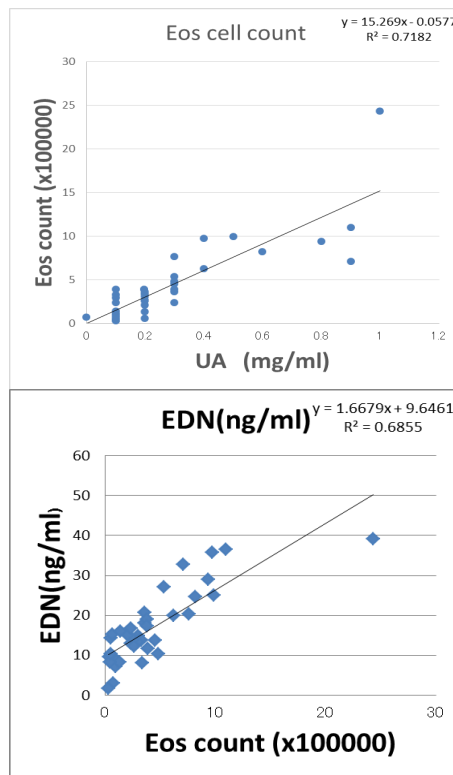 Eos cell count
y = 15.269x - 0.0577
R² = 0.7182
Eos count (x100000)
30
25
20
15
10
5
0
0 0.2 0.4 0.6 0.8 1 1.2
UA (mg/ml)
EDN(ng/ml)
y = 1.6679x + 9.6461
R² = 0.6855
EDN(ng/ml)
60
50
40
30
20
10
0
0 10 20 30
Eos count (x100000)